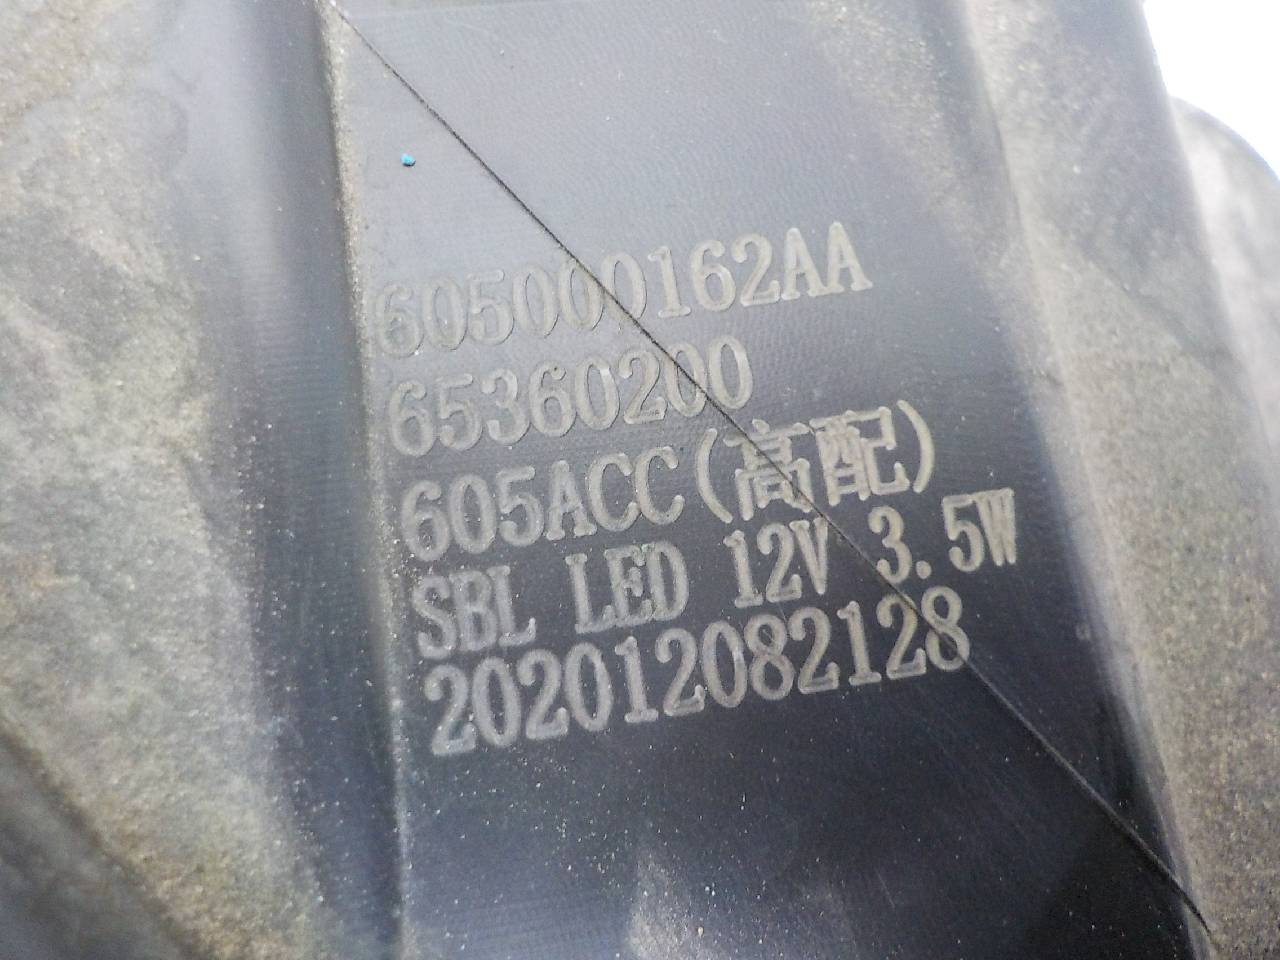 605000162AA
65360200
605ACC(高配)
SBL LED 12V 3.5W
202012082128